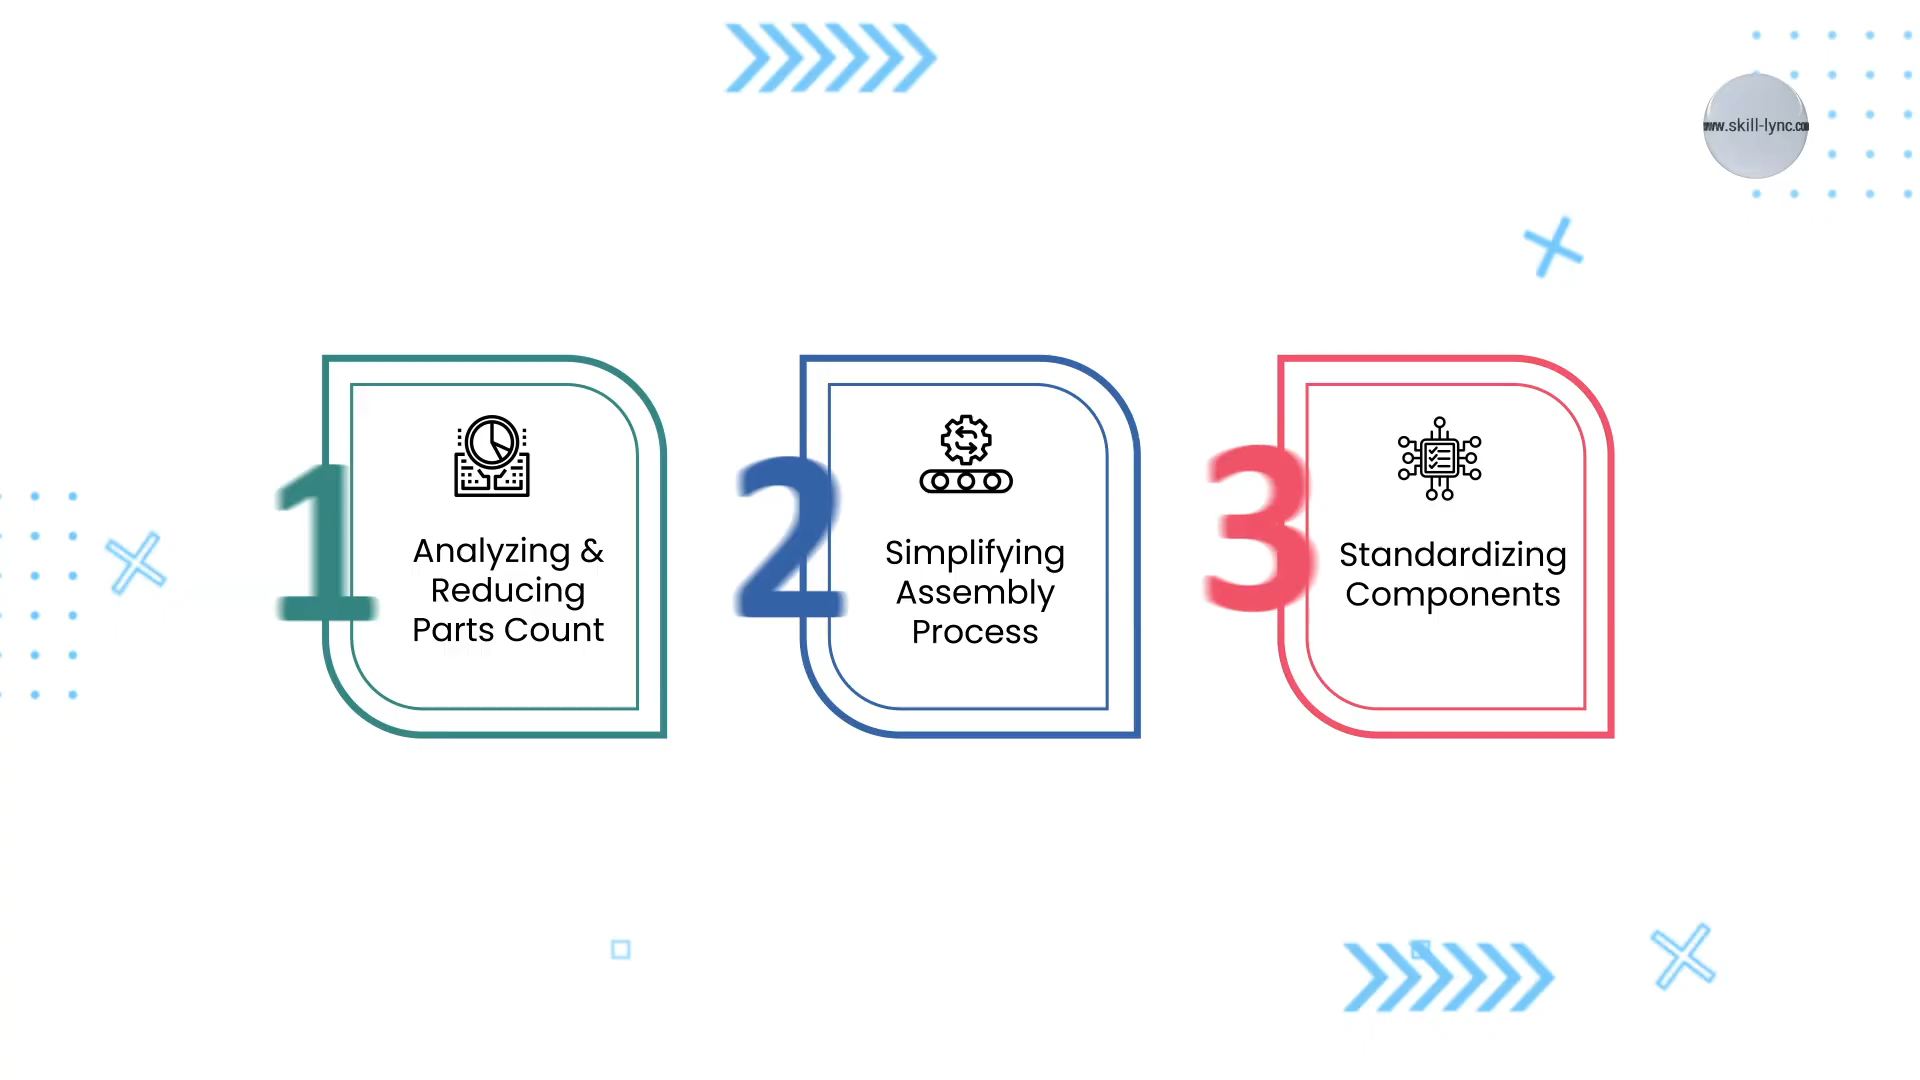 www.skill-lync.com
1
Analyzing &
Reducing
Parts Count
2
Simplifying
Assembly
Process
3
Standardizing
Components